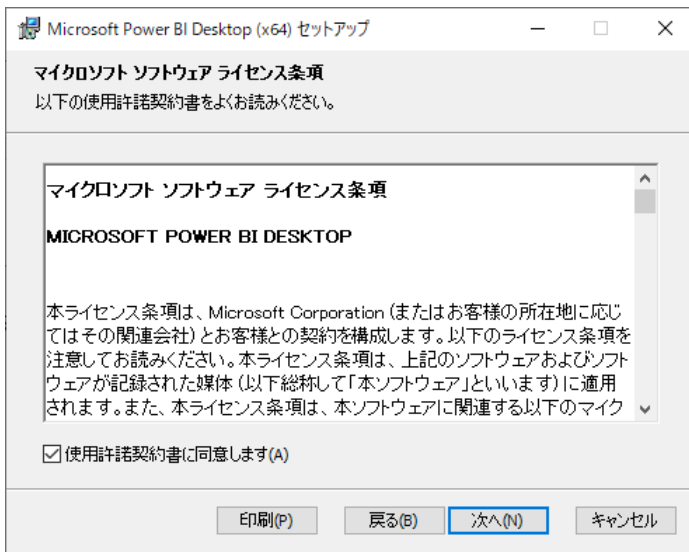 Microsoft Power BI Desktop (x64) セットアップ
マイクロソフト ソフトウェア ライセンス条項
以下の使用許諾契約書をよくお読みください。
マイクロソフト ソフトウェア ライセンス条項
MICROSOFT POWER BI DESKTOP
本ライセンス条項は、Microsoft Corporation (またはお客様の所在地に応じ
てはその関連会社) とお客様との契約を構成します。以下のライセンス条項を
注意してお読みください。本ライセンス条項は、上記のソフトウェアおよびソフト
ウェアが記録された媒体 (以下総称して「本ソフトウェア」といいます) に適用
されます。また、本ライセンス条項は、本ソフトウェアに関連する以下のマイク
使用許諾契約書に同意します(A)
印刷(P) 戻る(B) 次へ(N) キャンセル